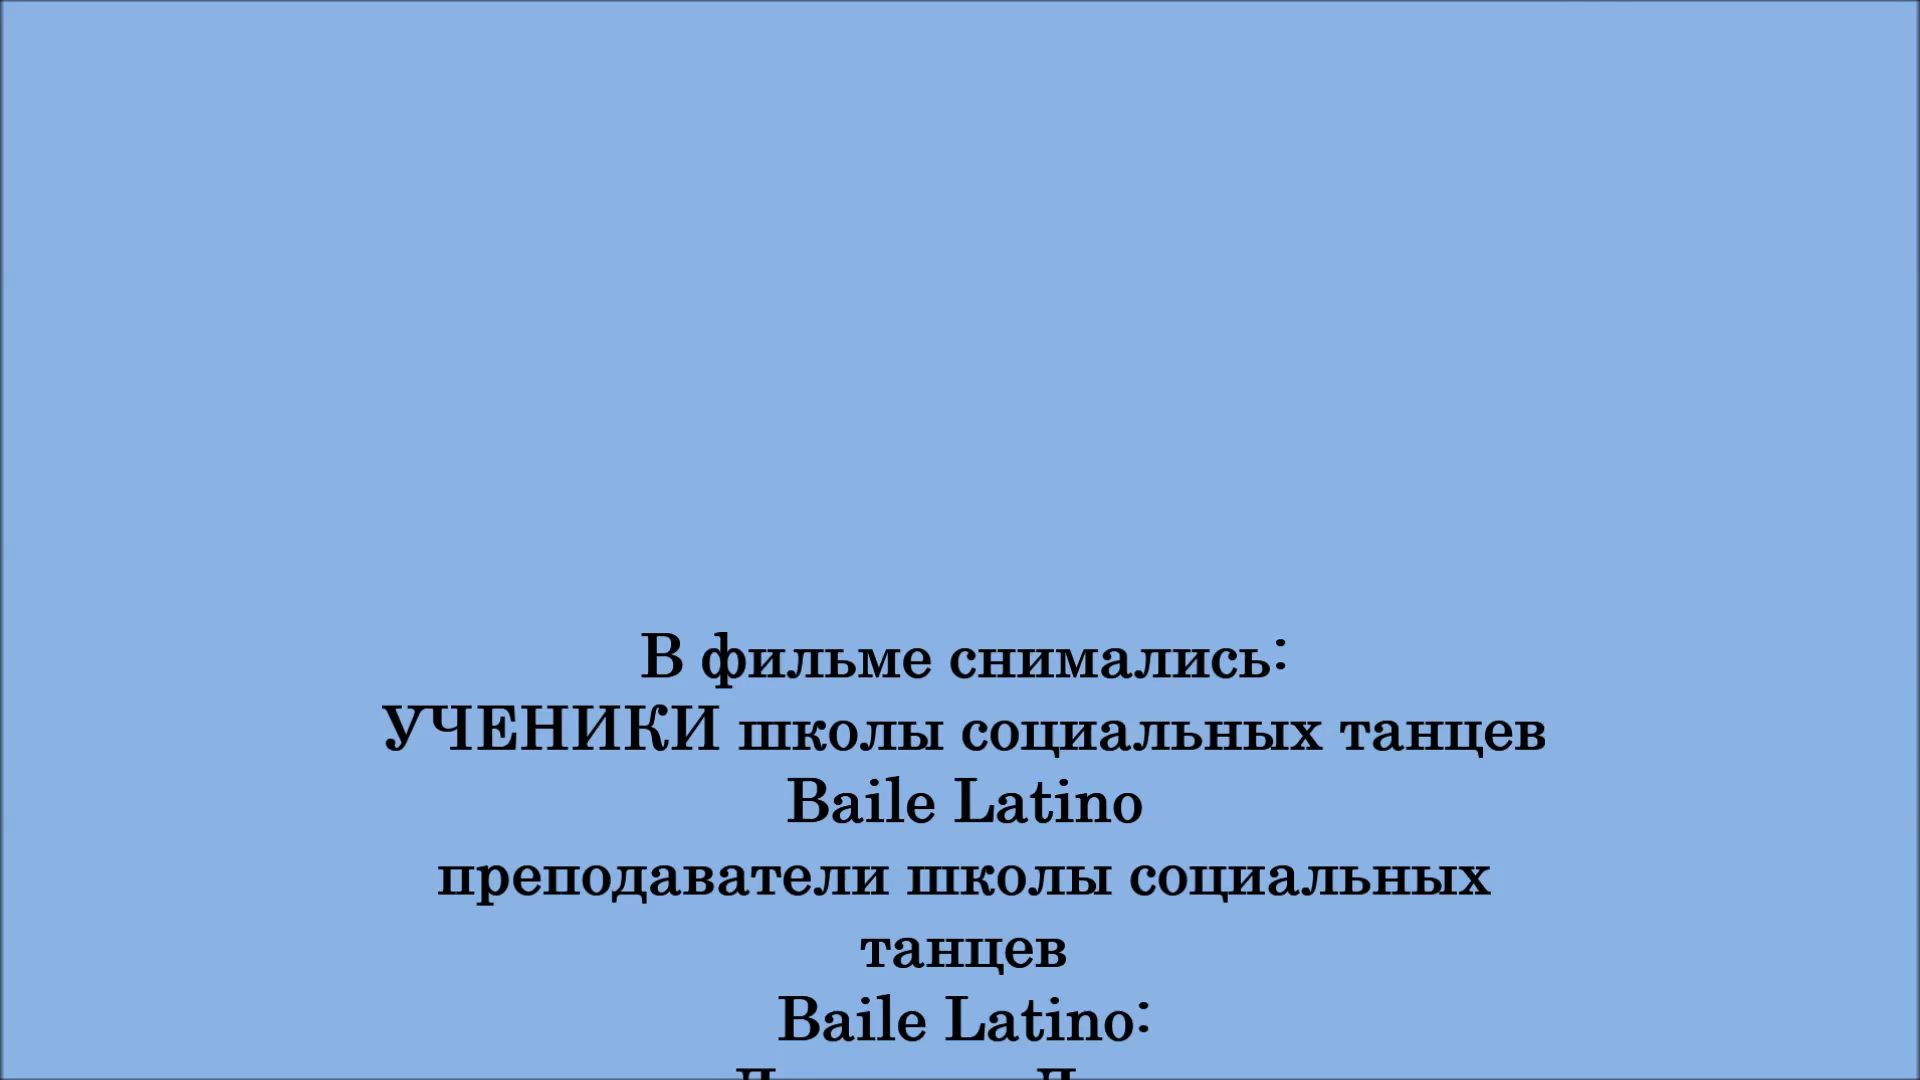 В фильме снимались:
УЧЕНИКИ школы социальных танцев
Baile Latino
преподаватели школы социальных
танцев
Baile Latino: